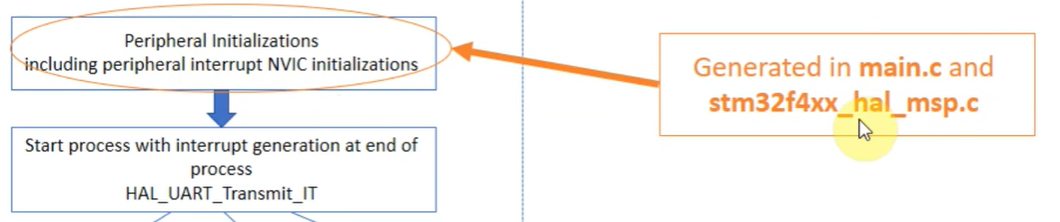 Peripheral Initializations
including peripheral interrupt NVIC initializations
Generated in main.c and
stm32f4xx_hal_msp.c
Start process with interrupt generation at end of
process
HAL_UART_Transmit_IT